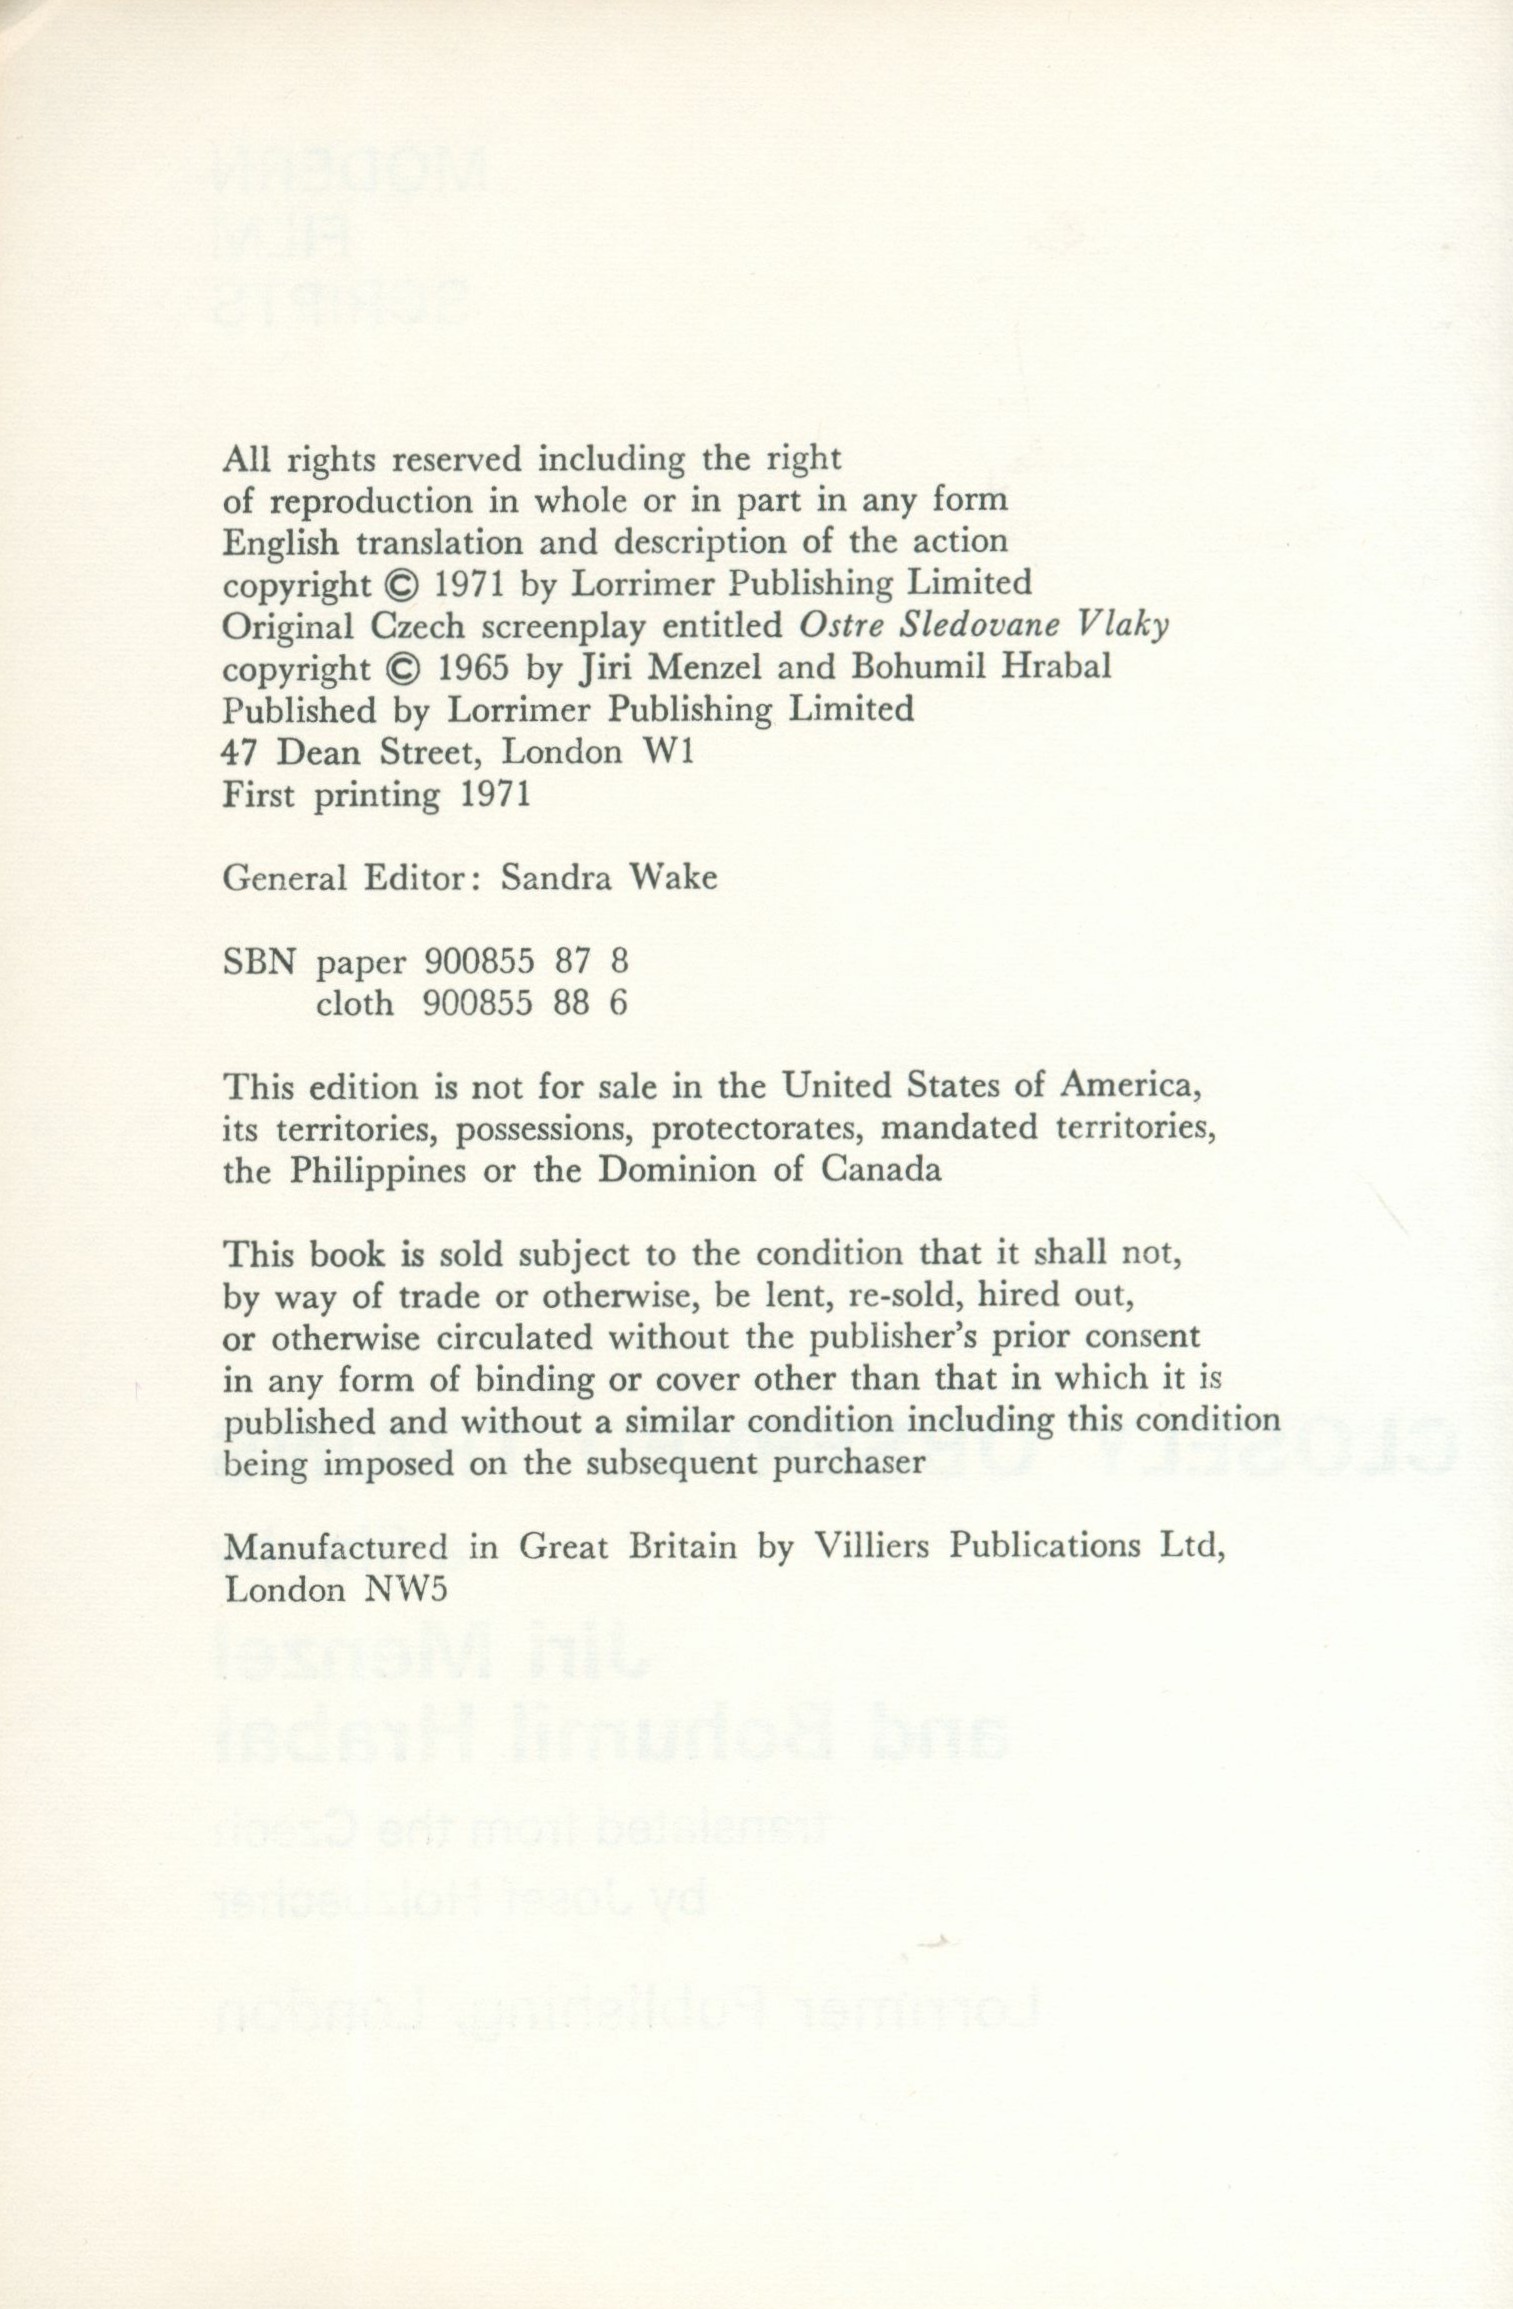 All rights reserved including the right
of reproduction in whole or in part in any form
English translation and description of the action
copyright © 1971 by Lorrimer Publishing Limited
Original Czech screenplay entitled Ostre Sledovane Vlaky
copyright © 1965 by Jiri Menzel and Bohumil Hrabal
Published by Lorrimer Publishing Limited
47 Dean Street, London W1
First printing 1971
General Editor: Sandra Wake
SBN paper 900855 87 8
cloth 900855 88 6
This edition is not for sale in the United States of America,
its territories, possessions, protectorates, mandated territories,
the Philippines or the Dominion of Canada
This book is sold subject to the condition that it shall not,
by way of trade or otherwise, be lent, re-sold, hired out,
or otherwise circulated without the publisher's prior consent
in any form of binding or cover other than that in which it is
published and without a similar condition including this condition
being imposed on the subsequent purchaser
Manufactured in Great Britain by Villiers Publications Ltd,
London NW5